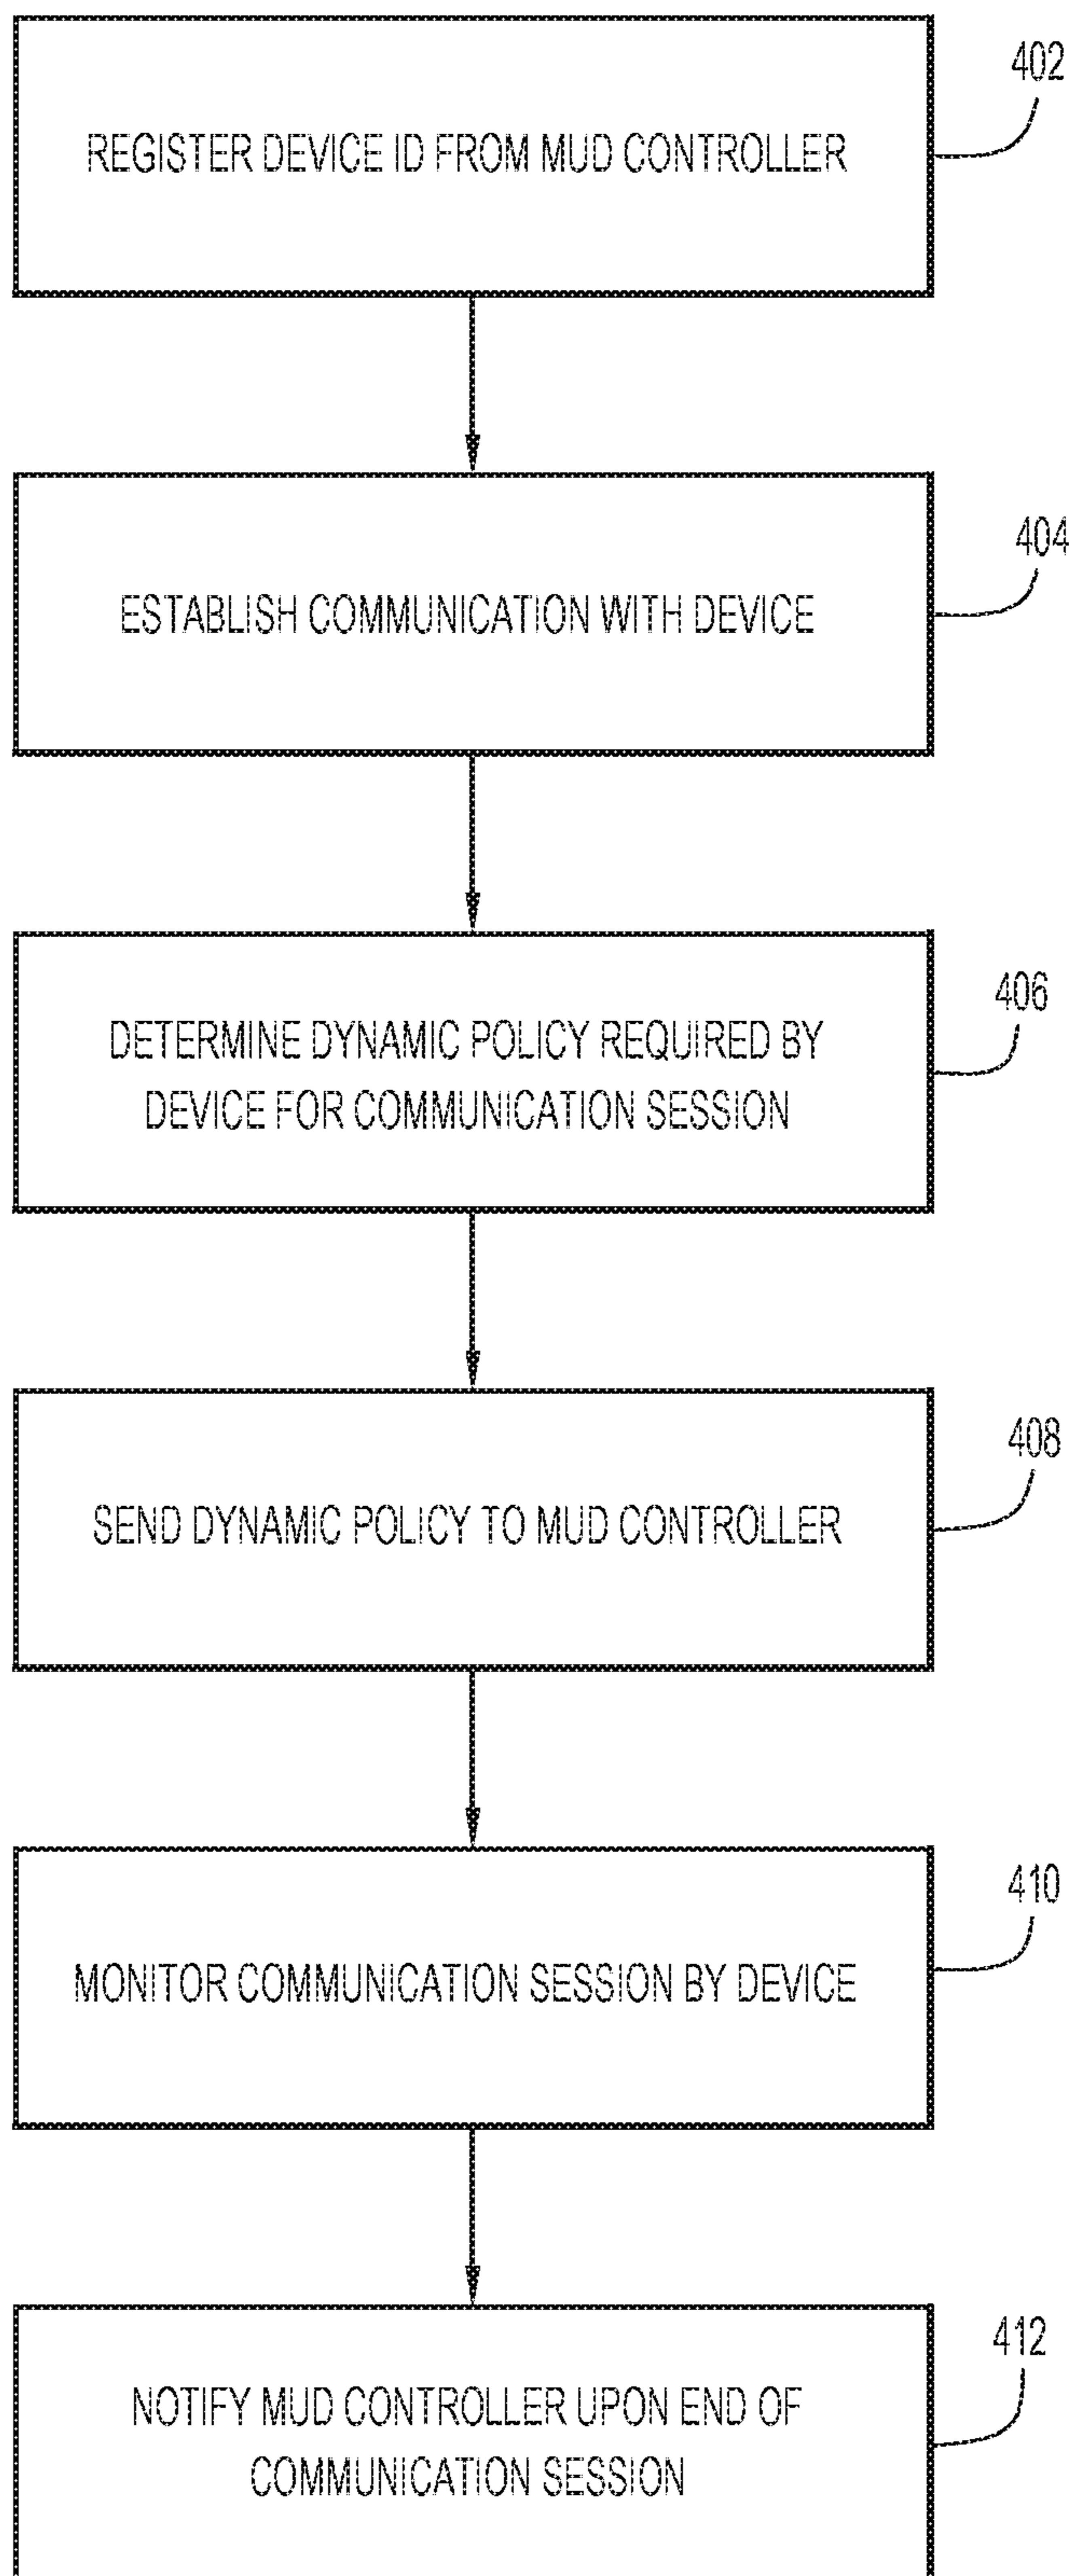 402
REGISTER DEVICE ID FROM MUD CONTROLLER
404
ESTABLISH COMMUNICATION WITH DEVICE
406
DETERMINE DYNAMIC POLICY REQUIRED BY
DEVICE FOR COMMUNICATION SESSION
408
SEND DYNAMIC POLICY TO MUD CONTROLLER
410
MONITOR COMMUNICATION SESSION BY DEVICE
412
NOTIFY MUD CONTROLLER UPON END OF
COMMUNICATION SESSION